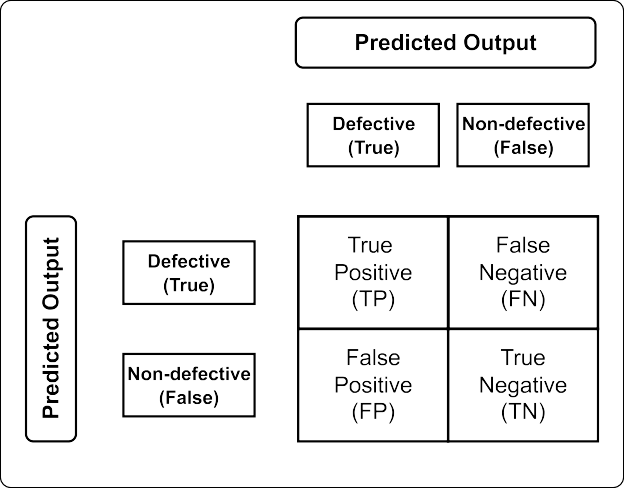 Predicted Output
Defective
(True)
Non-defective
(False)
Predicted Output
Defective
(True)
True
Positive
(TP)
False
Negative
(FN)
Non-defective
(False)
False
Positive
(FP)
True
Negative
(TN)